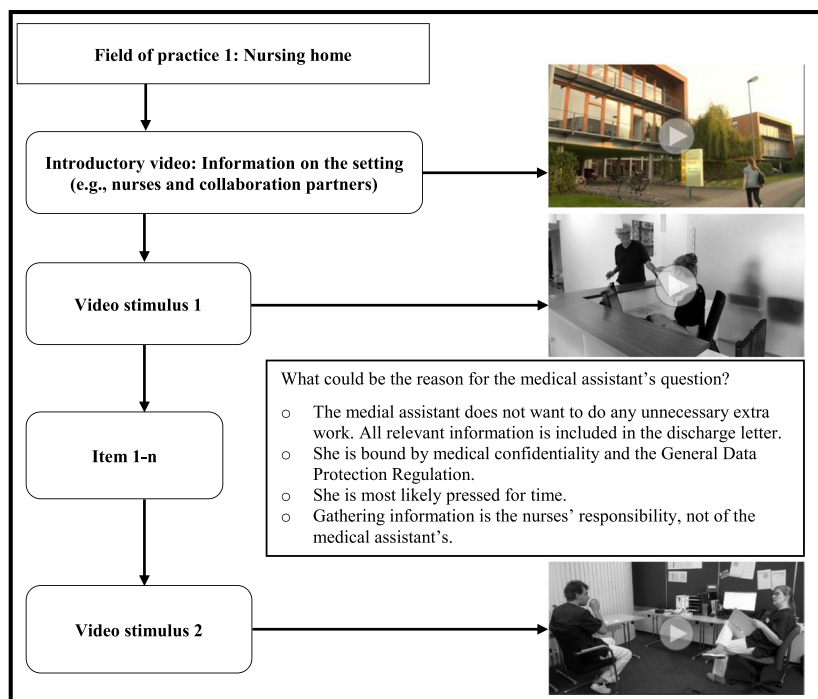 Field of practice 1: Nursing home
Introductory video: Information on the setting
(e.g., nurses and collaboration partners)
Video stimulus 1
What could be the reason for the medical assistant’s question?
o The medial assistant does not want to do any unnecessary extra
work. All relevant information is included in the discharge letter.
o She is bound by medical confidentiality and the General Data
Protection Regulation.
o She is most likely pressed for time.
o Gathering information is the nurses’ responsibility, not of the
medical assistant’s.
Item 1-n
Video stimulus 2